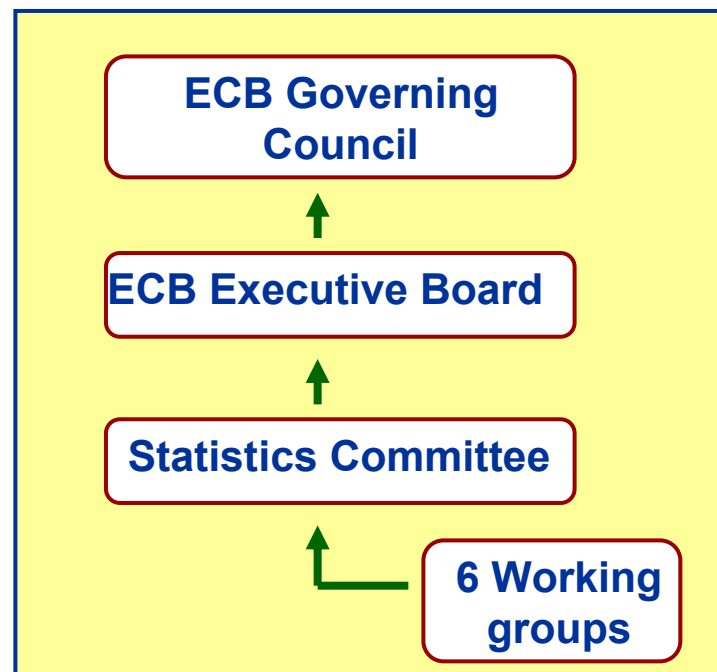 ECB Governing
Council
ECB Executive Board
Statistics Committee
6 Working
groups